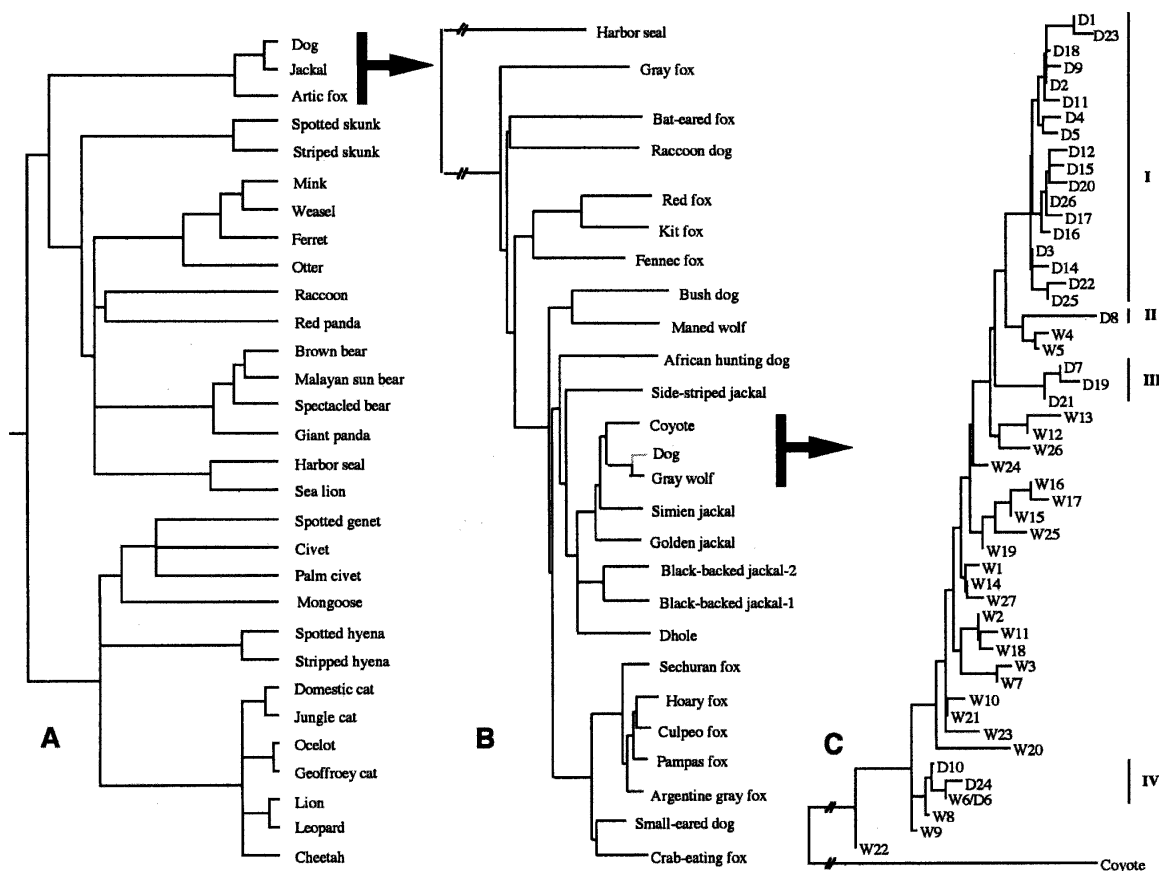 Dog
Jackal
Artic fox
Spotted skunk
Striped skunk
Mink
Weasel
Ferret
Otter
Raccoon
Red panda
Brown bear
Malayan sun bear
Spectacled bear
Giant panda
Harbor seal
Sea lion
Spotted genet
Civet
Palm civet
Mongoose
Spotted hyena
Stripped hyena
Domestic cat
Jungle cat
Ocelot
Geoffroey cat
Lion
Leopard
Cheetah
A
Harbor seal
Gray fox
Bat-eared fox
Raccoon dog
Red fox
Kit fox
Fennec fox
Bush dog
Maned wolf
African hunting dog
Side-striped jackal
Coyote
Dog
Gray wolf
Simien jackal
Golden jackal
Black-backed jackal-2
Black-backed jackal-1
Dhole
Sechuran fox
Hoary fox
Culpeo fox
Pampas fox
Argentine gray fox
Small-eared dog
Crab-eating fox
B
D1
D23
D18
D9
D2
D11
D4
D5
D12
D15
D20
D26
D17
D16
D3
D14
D22
D25
I
D8
W4
W5
II
D7
D19
D21
III
W13
W12
W26
W24
W16
W17
W15
W25
W19
W1
W14
W27
W2
W11
W18
W3
W7
W10
W21
W23
W20
D10
D24
W6/D6
W8
W9
IV
W22
Coyote
C